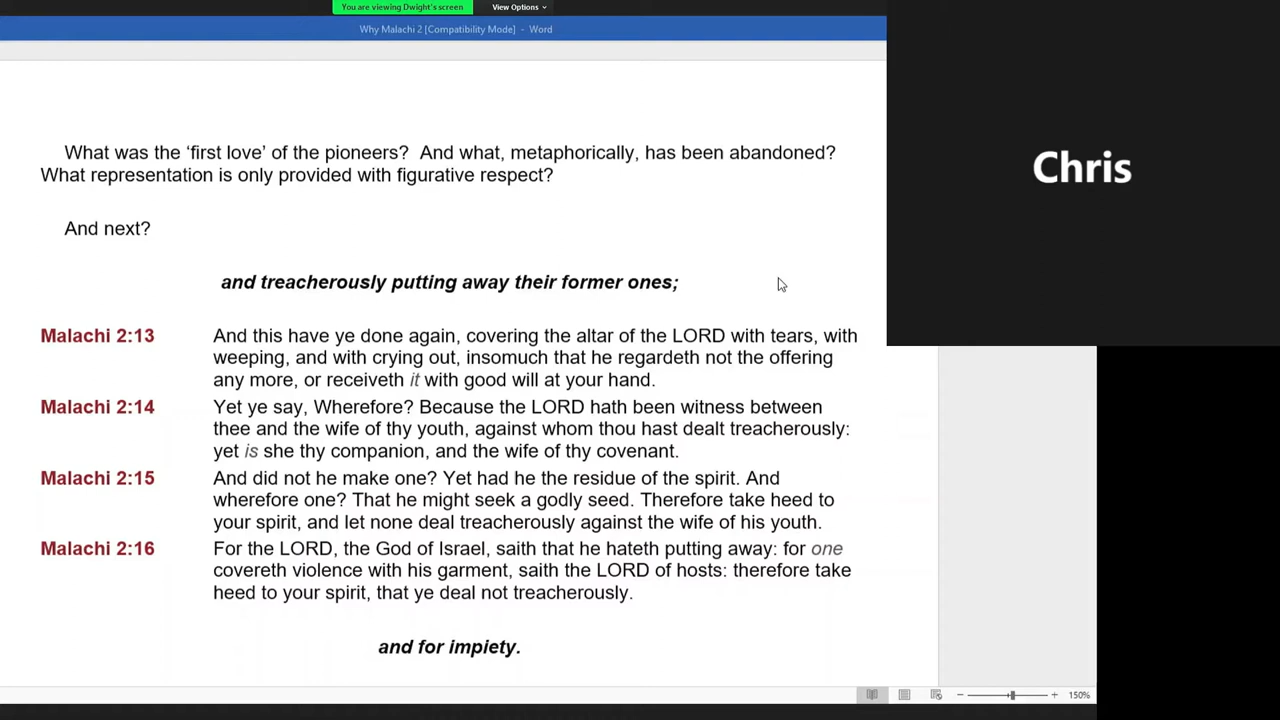 You are viewing Dwight's screen
View Options
Why Malachi 2 [Compatibility Mode] - Word
What was the ‘first love’ of the pioneers? And what, metaphorically, has been abandoned?
What representation is only provided with figurative respect?
And next?
and treacherously putting away their former ones;
Malachi 2:13 And this have ye done again, covering the altar of the LORD with tears, with
weeping, and with crying out, insomuch that he regardeth not the offering
any more, or receiveth it with good will at your hand.
Malachi 2:14 Yet ye say, Wherefore? Because the LORD hath been witness between
thee and the wife of thy youth, against whom thou hast dealt treacherously:
yet is she thy companion, and the wife of thy covenant.
Malachi 2:15 And did not he make one? Yet had he the residue of the spirit. And
wherefore one? That he might seek a godly seed. Therefore take heed to
your spirit, and let none deal treacherously against the wife of his youth.
Malachi 2:16 For the LORD, the God of Israel, saith that he hateth putting away: for one
covereth violence with his garment, saith the LORD of hosts: therefore take
heed to your spirit, that ye deal not treacherously.
and for impiety.
150%
Chris